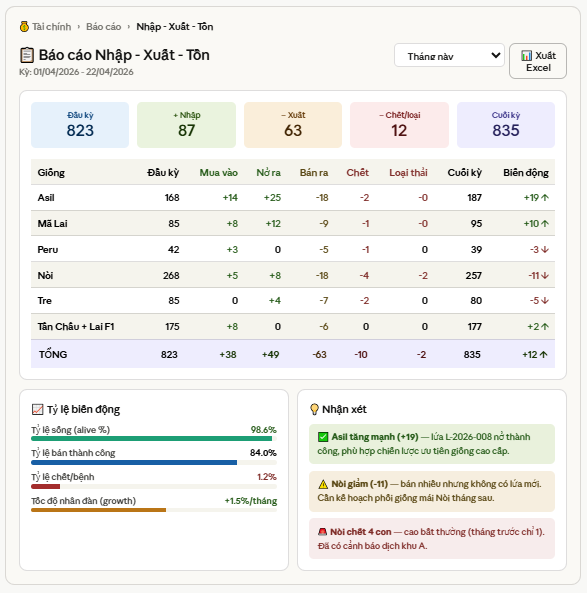 Tài chính › Báo cáo › Nhập - Xuất - Tồn
Báo cáo Nhập - Xuất - Tồn
Kỳ: 01/04/2026 - 22/04/2026
Tháng này
Xuất Excel
Đầu kỳ + Nhập − Xuất − Chết/loại Cuối kỳ
823 87 63 12 835
Giống Đầu kỳ Mua vào Nở ra Bán ra Chết Loại thải Cuối kỳ Biến động
Asil 168 +14 +25 -18 -2 -0 187 +19 ↑
Mã Lai 85 +8 +12 -9 -1 -0 95 +10 ↑
Peru 42 +3 0 -5 -1 0 39 -3 ↓
Nòi 268 +5 +8 -18 -4 -2 257 -11 ↓
Tre 85 0 +4 -7 -2 0 80 -5 ↓
Tân Châu + Lai F1 175 +8 0 -6 0 0 177 +2 ↑
TỔNG 823 +38 +49 -63 -10 -2 835 +12 ↑
Tỷ lệ biến động
Tỷ lệ sống (alive %) 98.6%
Tỷ lệ bán thành công 84.0%
Tỷ lệ chết/bệnh 1.2%
Tốc độ nhân đàn (growth) +1.5%/tháng
Nhận xét
Asil tăng mạnh (+19) — lứa L-2026-008 nở thành
công, phù hợp chiến lược ưu tiên giống cao cấp.
Nòi giảm (-11) — bán nhiều nhưng không có lứa mới.
Cần kế hoạch phối giống mái Nòi tháng sau.
Nòi chết 4 con — cao bất thường (tháng trước chỉ 1).
Đã có cảnh báo dịch khu A.